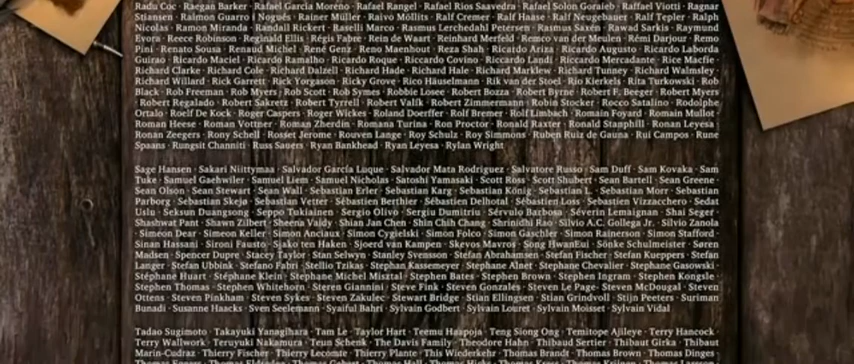 Radu Coc · Raegan Barker · Rafael Garcia Moreno · Rafael Rangel · Rafael Rios Saavedra · Rafael Solon Goraieb · Raffael Viotti · Ragnar
Stiansen · Raimon Guarro i Nogués · Rainer Müller · Raivo Möllits · Ralf Cremer · Ralf Haase · Ralf Neugebauer · Ralf Tepler · Ralph
Nicolas · Ramon Miranda · Randall Rickert · Raselli Marco · Rasmus Lerchedahl Petersen · Rasmus Saxén · Rawad Sarkis · Raymund
Evora · Reece Robinson · Reginald Ellis · Régis Fabre · Rein de Waart · Reinhard Merfeld · Remco van der Meulen · Rémi Darjour · Remo
Pini · Renato Sousa · Renaud Michel · René Genz · Reno Maenhout · Reza Shah · Ricardo Ariza · Ricardo Augusto · Ricardo Laborda
Guirao · Ricardo Maciel · Ricardo Ramalho · Ricardo Roque · Riccardo Covino · Riccardo Landi · Riccardo Mercadante · Rice Macfie ·
Richard Clarke · Richard Cole · Richard Dalzell · Richard Hade · Richard Hale · Richard Marklew · Richard Tunney · Richard Walmsley ·
Richard Willard · Rick Garrett · Rick Yorgason · Ricky Grove · Rico Häuselmann · Rik van der Stoel · Rio Kierkels · Rita Turkowski · Rob
Black · Rob Freeman · Rob Myers · Rob Scott · Rob Symes · Robbie Losee · Robert Bozza · Robert Byrne · Robert F. Beeger · Robert Myers
· Robert Regalado · Robert Sakretz · Robert Tyrrell · Robert Valík · Robert Zimmermann · Robin Stocker · Rocco Satalino · Rodolphe
Ortalo · Roelf De Kock · Roger Caspers · Roger Wickes · Roland Doerffer · Rolf Bremer · Rolf Limbach · Romain Foyard · Romain Mullot
· Roman Heese · Roman Vottner · Roman Zherdin · Romana Turina · Ron Proctor · Ronald Raxter · Ronald Stanphill · Ronan Leyesa ·
Ronan Zeegers · Rony Schell · Rosset Jerome · Rouven Lange · Roy Schulz · Roy Simmons · Ruben Ruiz de Gauna · Rui Campos · Rune
Spaans · Rungsit Channiti · Russ Sauers · Ryan Bankhead · Ryan Leyesa · Rylan Wright
Sage Hansen · Sakari Niittymaa · Salvador García Luque · Salvador Mata Rodriguez · Salvatore Russo · Sam Duff · Sam Kovaka · Sam
Tuke · Samuel Gaehwiler · Samuel Liem · Samuel Nicholas · Satoshi Yamasaki · Scott Ross · Scott Shubert · Sean Bartell · Sean Greene ·
Sean Olson · Sean Stewart · Sean Wall · Sebastian Erler · Sebastian Karg · Sebastian König · Sebastian L. · Sebastian Morr · Sebastian
Parborg · Sebastian Skejø · Sebastian Vetter · Sébastien Berthier · Sébastien Delhotal · Sébastien Loss · Sebastien Vizzacchero · Sedat
Uslu · Seksun Duangsong · Seppo Tukiainen · Sergio Olivo · Sergiu Dumitriu · Sérvulo Barbosa · Séverin Lemaignan · Shai Seger ·
Shashwat Pant · Shawn Zilbert · Sheena Vaidy · Shian Jan Chen · Shin Chih Chang · Shrinidhi Rao · Silvio A.C. Gollega Jr. · Silvio Zanola
· Simeon Dear · Simeon Keller · Simon Anciaux · Simon Cygielski · Simon Folco · Simon Gaschler · Simon Rainerson · Simon Stafford ·
Sinan Hassani · Sironi Fausto · Sjako ten Haken · Sjoerd van Kampen · Skevos Mavros · Song HwanEui · Sönke Schulmeister · Søren
Madsen · Spencer Dupre · Stacey Taylor · Stan Selwyn · Stanley Svensson · Stefan Abrahamsen · Stefan Fischer · Stefan Kueppers · Stefan
Langer · Stefan Ubbink · Stefano Fabri · Stellio Tzikas · Stephan Kassemeyer · Stephane Alnet · Stephane Chevalier · Stephane Gasowski ·
Stéphane Huart · Stéphane Klein · Stephane Michel Misztal · Stephen Bates · Stephen Brown · Stephen Ingram · Stephen Kongsle ·
Stephen Thomas · Stephen Whitehorn · Steren Giannini · Steve Fink · Steven Gonzales · Steven Le Page · Steven McDougal · Steven
Ottens · Steven Pinkham · Steven Sykes · Steven Zakulec · Stewart Bridge · Stian Ellingsen · Stian Grindvoll · Stijn Peeters · Suriman
Bunadi · Susanne Haacks · Sven Seelemann · Syaiful Bahri · Sylvain Godbert · Sylvain Lourel · Sylvain Moisset · Sylvain Vidal
Tadao Sugimoto · Takayuki Yanagihara · Tam Le · Taylor Hart · Teemu Haapoja · Teng Siong Ong · Temitope Ajileye · Terry Hancock ·
Terry Wallwork · Teruyuki Nakamura · Teun Schenk · The Davis Family · Theodore Hahn · Thibaud Sertier · Thibaut Girka · Thibaut
Marin-Cudraz · Thierry Fischer · Thierry Lecomte · Thierry Plante · This Wiederkehr · Thomas Brandt · Thomas Brown · Thomas Dinges